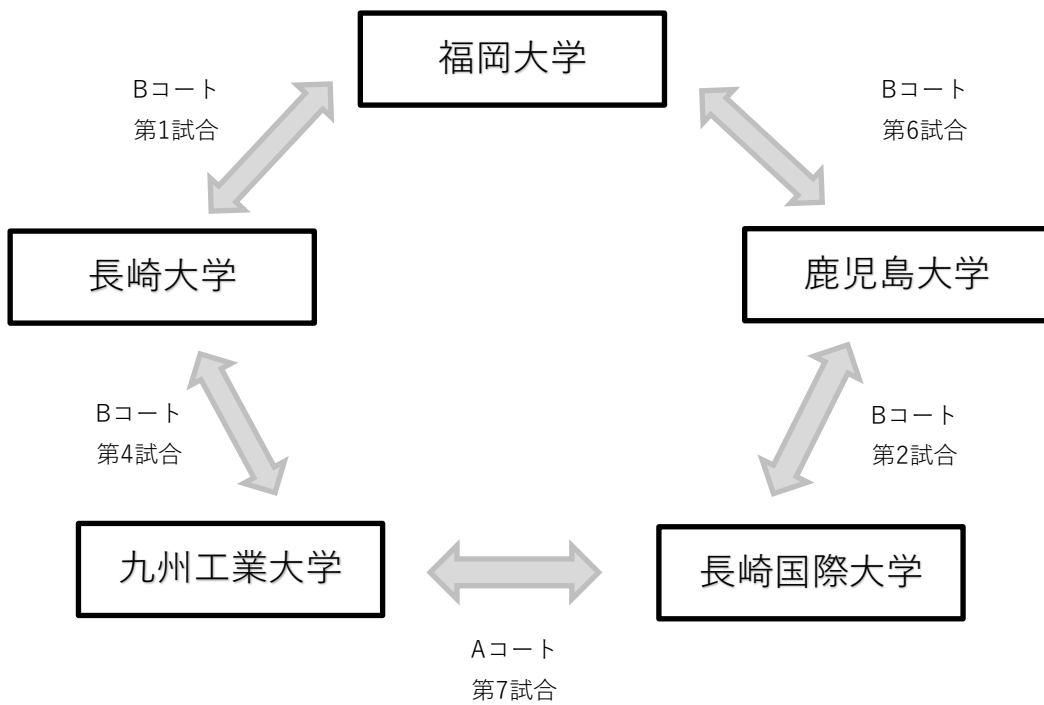 福岡大学
Bコート
第1試合
Bコート
第6試合
長崎大学
鹿児島大学
Bコート
第4試合
Bコート
第2試合
九州工業大学
長崎国際大学
Aコート
第7試合